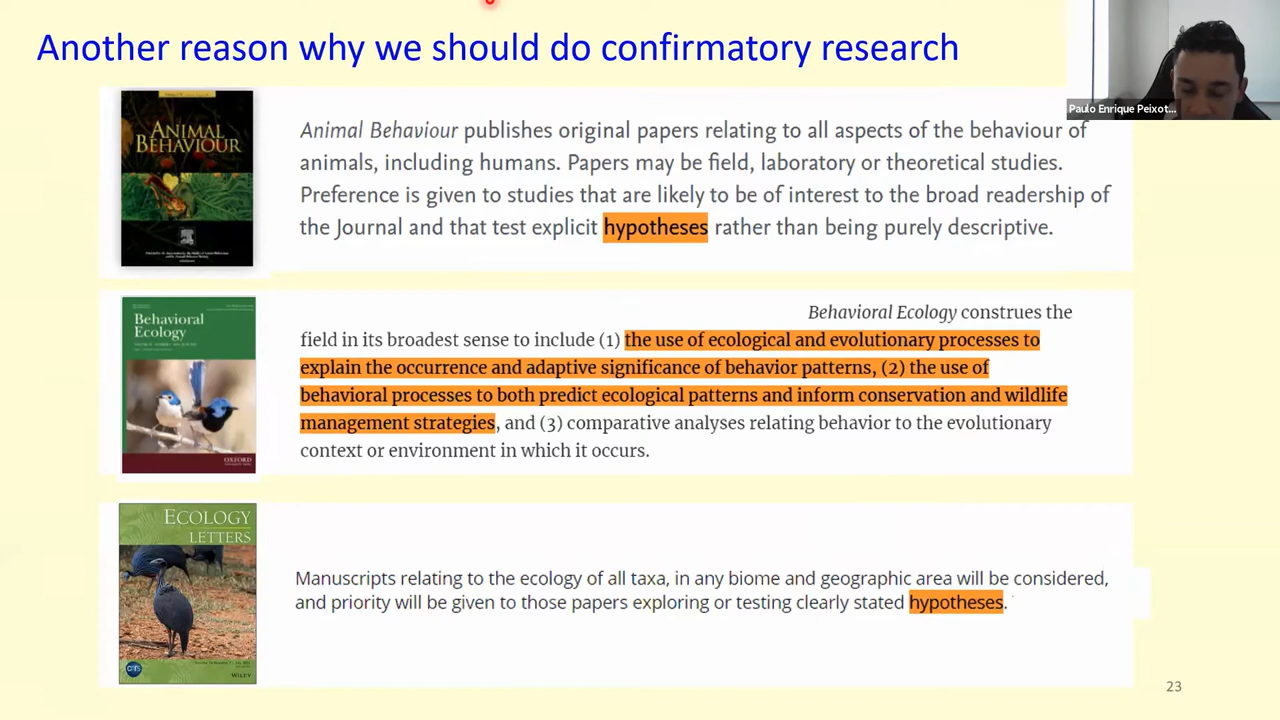 Another reason why we should do confirmatory research
Paulo Enrique Peixot...
ANIMAL
BEHAVIOUR
Animal Behaviour publishes original papers relating to all aspects of the behaviour of
animals, including humans. Papers may be field, laboratory or theoretical studies.
Preference is given to studies that are likely to be of interest to the broad readership of
the Journal and that test explicit hypotheses rather than being purely descriptive.
Behavioral
Ecology
OXFORD
Behavioral Ecology construes the
field in its broadest sense to include (1) the use of ecological and evolutionary processes to
explain the occurrence and adaptive significance of behavior patterns, (2) the use of
behavioral processes to both predict ecological patterns and inform conservation and wildlife
management strategies, and (3) comparative analyses relating behavior to the evolutionary
context or environment in which it occurs.
ECOLOGY
LETTERS
cnrs
WILEY
Manuscripts relating to the ecology of all taxa, in any biome and geographic area will be considered,
and priority will be given to those papers exploring or testing clearly stated hypotheses.
23